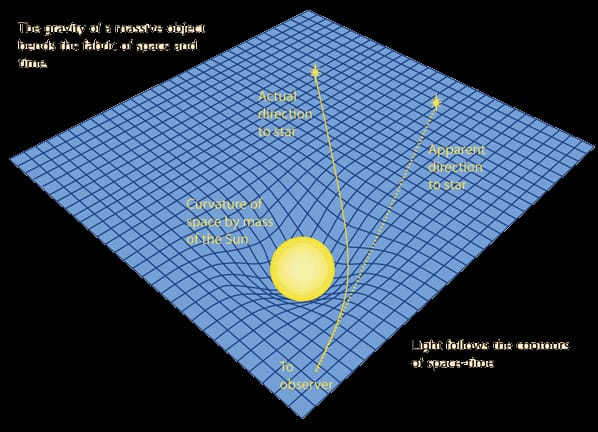 The gravity of a massive object
bends the fabric of space and
time.
Actual
direction
to star
Apparent
direction
to star
Curvature of
space by mass
of the Sun
Light follows the contours
of space-time
To
observer